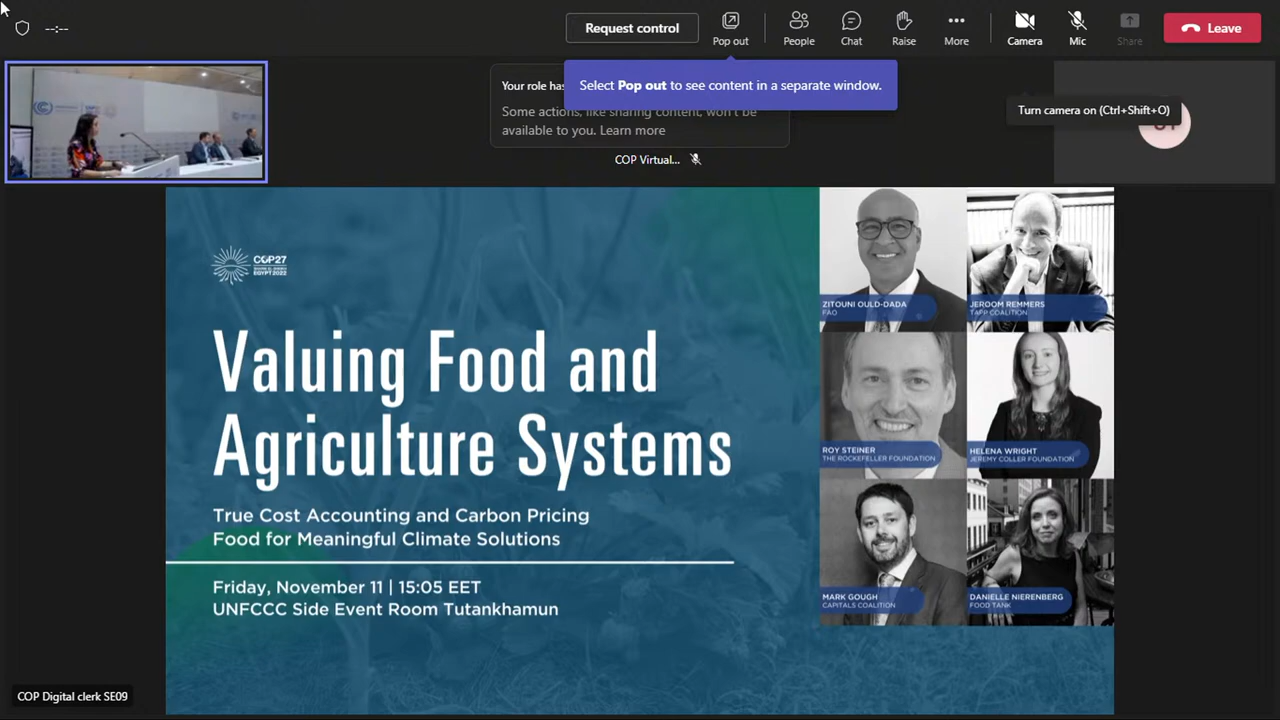 --:--
Request control
Pop out
People
Chat
Raise
More
Camera
Mic
Share
Leave
Your role has
Select Pop out to see content in a separate window.
Some actions, like sharing content, won't be
available to you. Learn more
Turn camera on (Ctrl+Shift+O)
COP Virtual...
COP27
SHARM EL-SHEIKH
EGYPT 2022
Valuing Food and
Agriculture Systems
True Cost Accounting and Carbon Pricing
Food for Meaningful Climate Solutions
Friday, November 11 | 15:05 EET
UNFCCC Side Event Room Tutankhamun
ZITOUNI OULD-DADA
FAO
JEROOM REMMERS
TAPP COALITION
ROY STEINER
THE ROCKEFELLER FOUNDATION
HELENA WRIGHT
JEREMY COLLER FOUNDATION
MARK GOUGH
CAPITALS COALITION
DANIELLE NIERENBERG
FOOD TANK
COP Digital clerk SE09